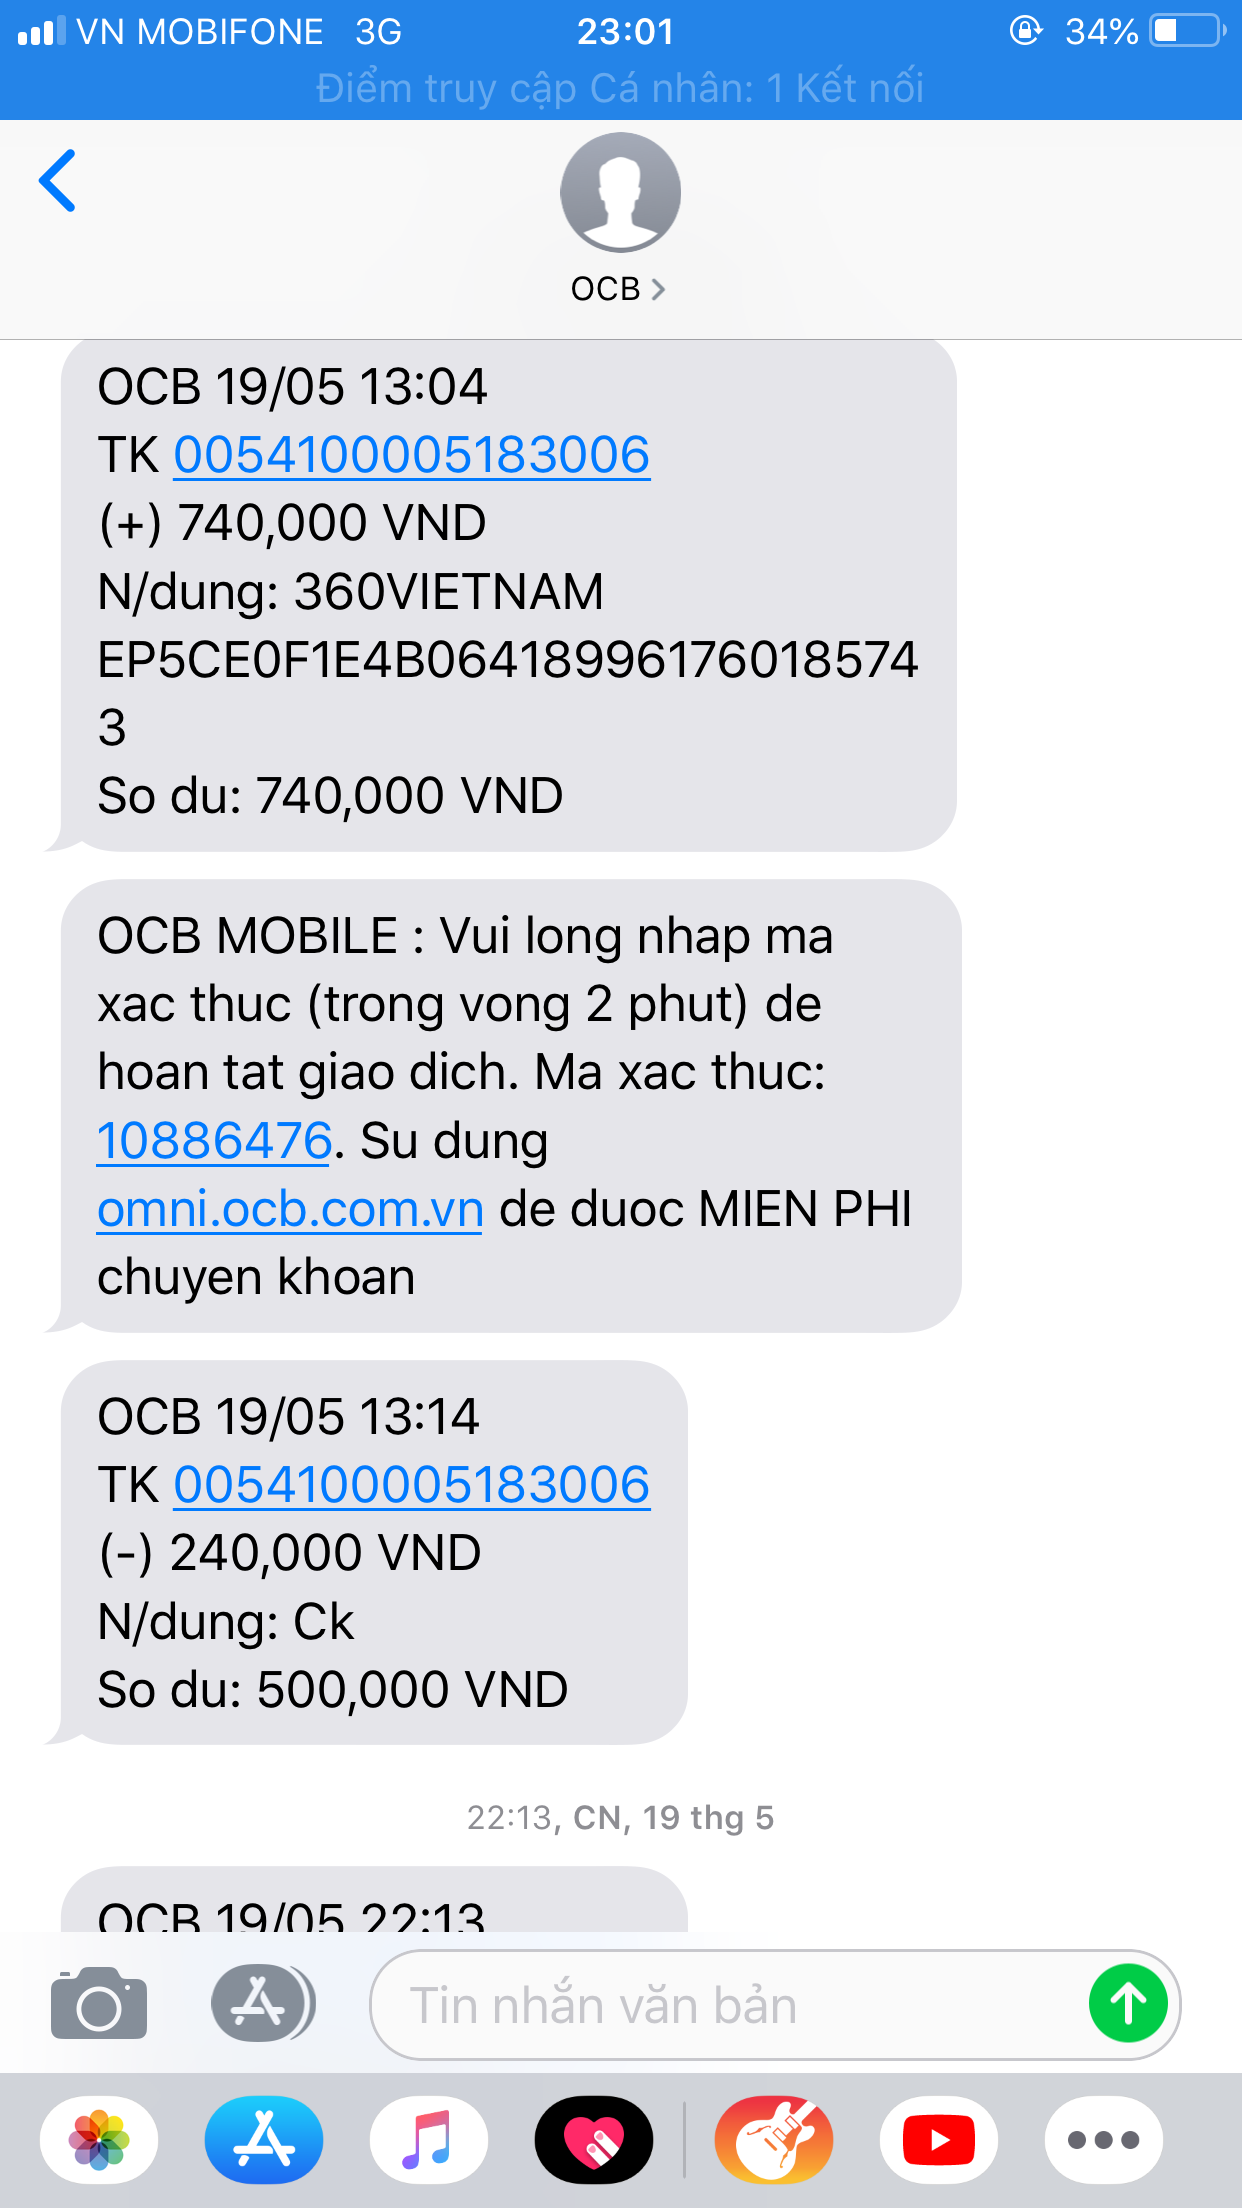 VN MOBIFONE 3G 23:01 34%
Điểm truy cập Cá nhân: 1 Kết nối
OCB
OCB 19/05 13:04
TK 0054100005183006
(+) 740,000 VND
N/dung: 360VIETNAM
EP5CE0F1E4B06418996176018574
3
So du: 740,000 VND
OCB MOBILE : Vui long nhap ma
xac thuc (trong vong 2 phut) de
hoan tat giao dich. Ma xac thuc:
10886476. Su dung
omni.ocb.com.vn de duoc MIEN PHI
chuyen khoan
OCB 19/05 13:14
TK 0054100005183006
(-) 240,000 VND
N/dung: Ck
So du: 500,000 VND
22:13, CN, 19 thg 5
OCB 19/05 22:13
Tin nhắn văn bản